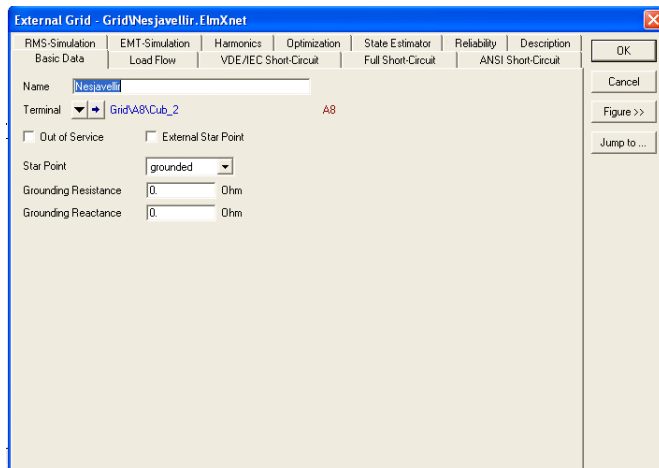 External Grid - Grid\Nesjavellir.ElmXnet
RMS-Simulation EMT-Simulation Harmonics Optimization State Estimator Reliability Description
Basic Data Load Flow VDE/IEC Short-Circuit Full Short-Circuit ANSI Short-Circuit
OK
Cancel
Figure >>
Jump to ...
Name Nesjavellir
Terminal Grid\A8\Cub_2 A8
Out of Service External Star Point
Star Point grounded
Grounding Resistance 0. Ohm
Grounding Reactance 0. Ohm